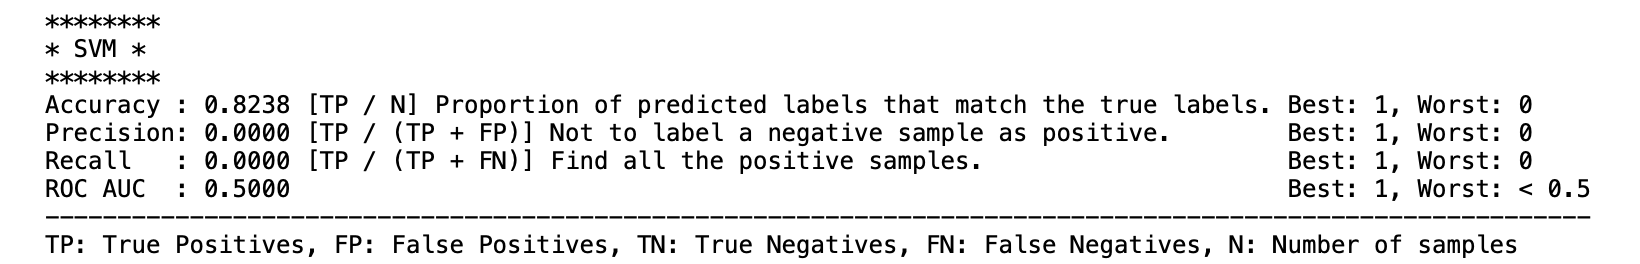 ********
* SVM *
********
Accuracy : 0.8238 [TP / N] Proportion of predicted labels that match the true labels. Best: 1, Worst: 0
Precision: 0.0000 [TP / (TP + FP)] Not to label a negative sample as positive.        Best: 1, Worst: 0
Recall   : 0.0000 [TP / (TP + FN)] Find all the positive samples.                     Best: 1, Worst: 0
ROC AUC  : 0.5000                                                                     Best: 1, Worst: < 0.5
-----------------------------------------------------------------------------------------------------------
TP: True Positives, FP: False Positives, TN: True Negatives, FN: False Negatives, N: Number of samples